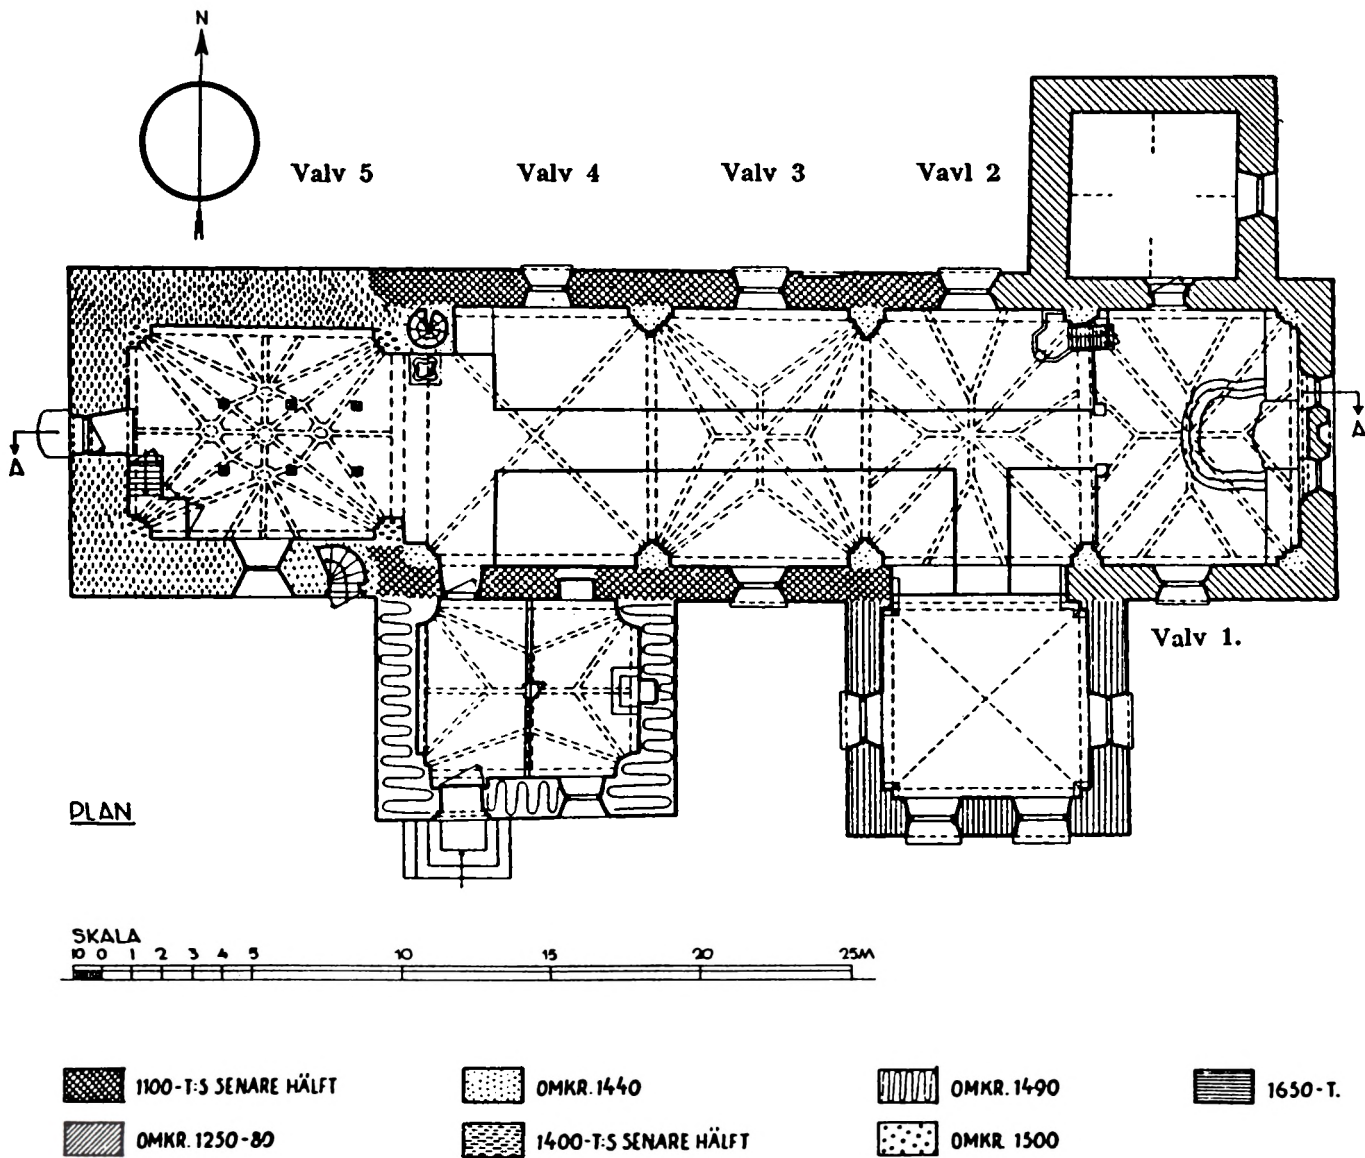 N
Valv 5 Valv 4 Valv 3 Vavl 2
A A
Valv 1.
PLAN
SKALA
10 0 1 2 3 4 5 10 15 20 25M
1100-T:S SENARE HÄLFT OMKR. 1440 OMKR. 1490 1650-T.
OMKR. 1250-80 1400-T:S SENARE HÄLFT OMKR 1500